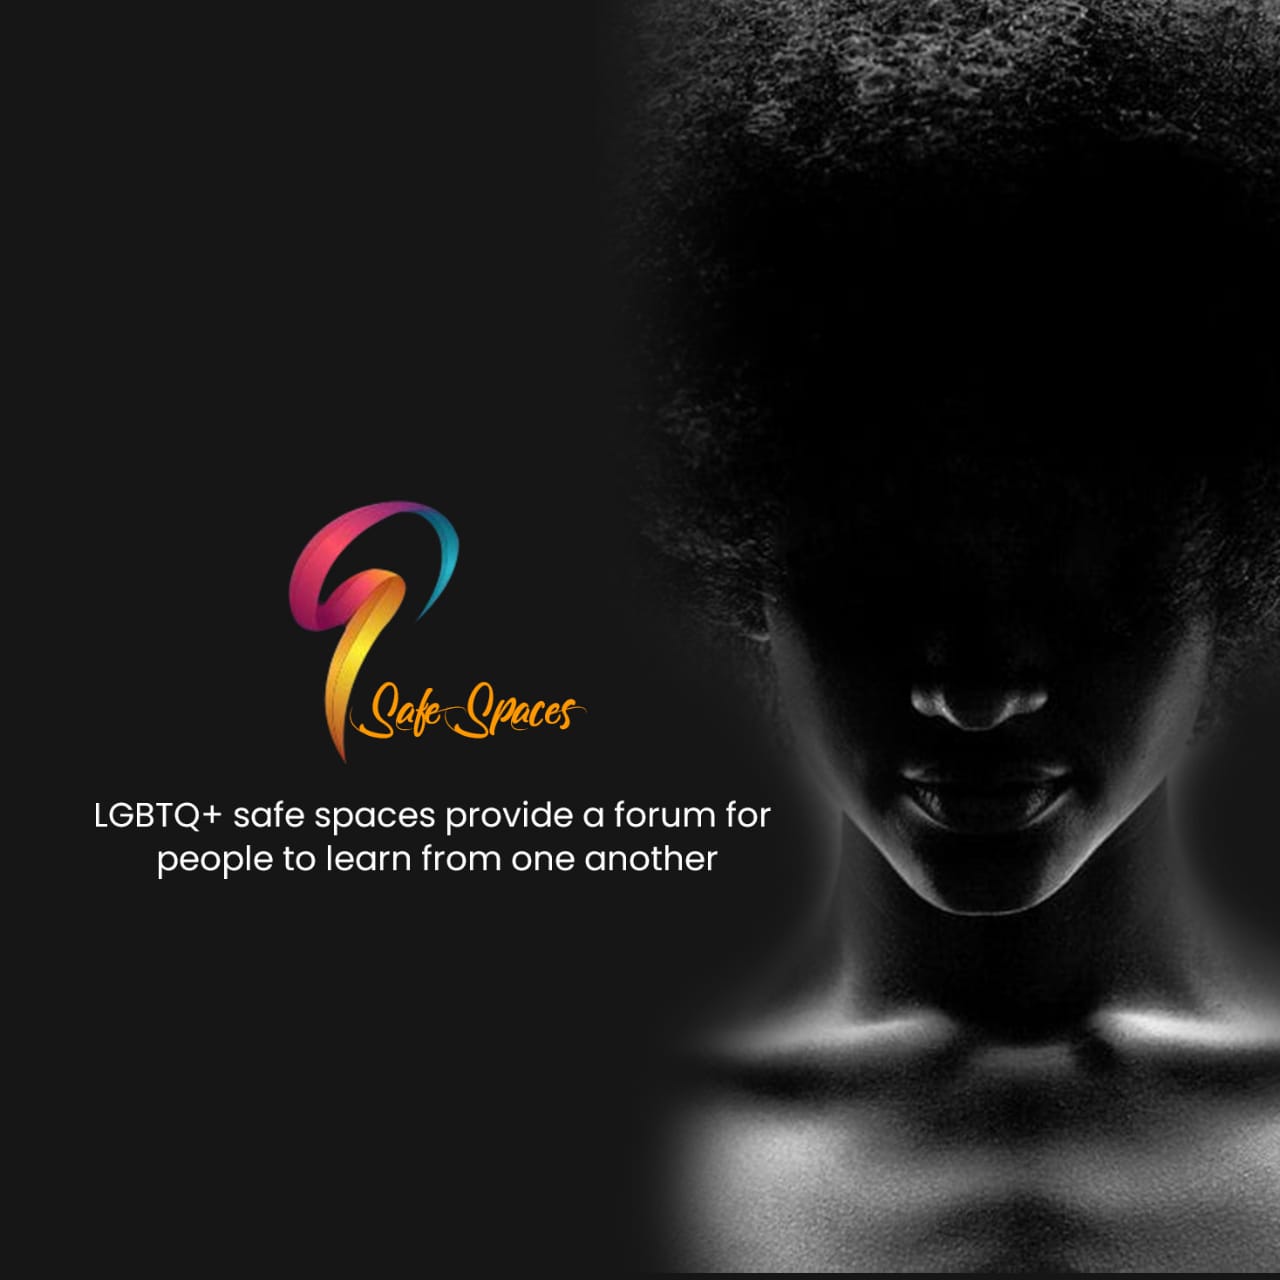 Safe Spaces
LGBTQ+ safe spaces provide a forum for
people to learn from one another